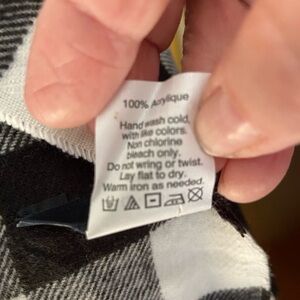 100% Acrylique
Hand wash cold,
with like colors.
Non chlorine
bleach only.
Do not wring or twist.
Lay flat to dry.
Warm iron as needed.